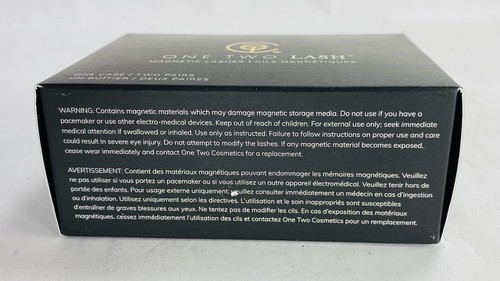 ONE TWO LASH®
MAGNETIC LASHES | CILS MAGNÉTIQUES
ONE CASE / TWO PAIRS
UN BOÎTIER / DEUX PAIRES
WARNING: Contains magnetic materials which may damage magnetic storage media. Do not use if you have a
pacemaker or use other electro-medical devices. Keep out of reach of children. For external use only; seek immediate
medical attention if swallowed or inhaled. Use only as instructed. Failure to follow instructions on proper use and care
could result in severe eye injury. Do not attempt to modify the lashes. If any magnetic material becomes exposed,
cease wear immediately and contact One Two Cosmetics for a replacement.
AVERTISSEMENT: Contient des matériaux magnétiques pouvant endommager les mémoires magnétiques. Veuillez
ne pas utiliser si vous portez un pacemaker ou si vous utilisez un autre appareil électromédical. Veuillez tenir hors de
portée des enfants. Pour usage externe uniquement; veuillez consulter immédiatement un médecin en cas d'ingestion
ou d'inhalation. Utilisez uniquement selon les directives. L'utilisation et le soin inappropriés sont susceptibles
d'entraîner de graves blessures aux yeux. Ne tentez pas de modifier les cils. En cas d'exposition des matériaux
magnétiques, cessez immédiatement l'utilisation des cils et contactez One Two Cosmetics pour un remplacement.